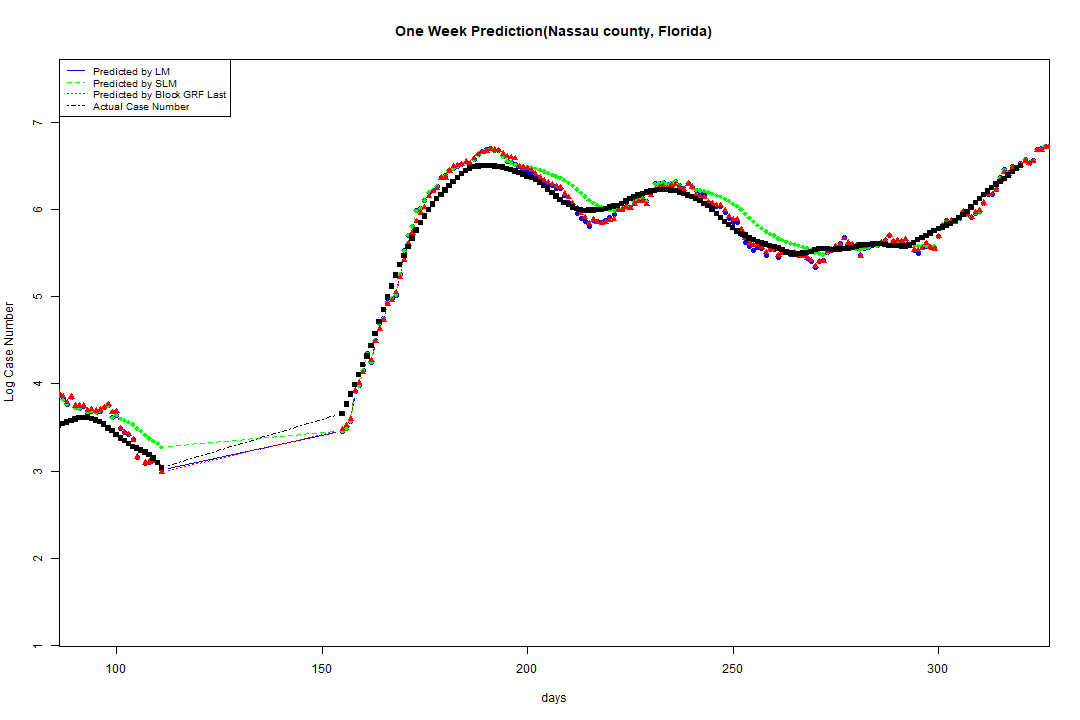 One Week Prediction(Nassau county, Florida)
Predicted by LM
Predicted by SLM
Predicted by Block GRF Last
Actual Case Number
7
6
5
4
3
2
1
Log Case Number
100 150 200 250 300
days